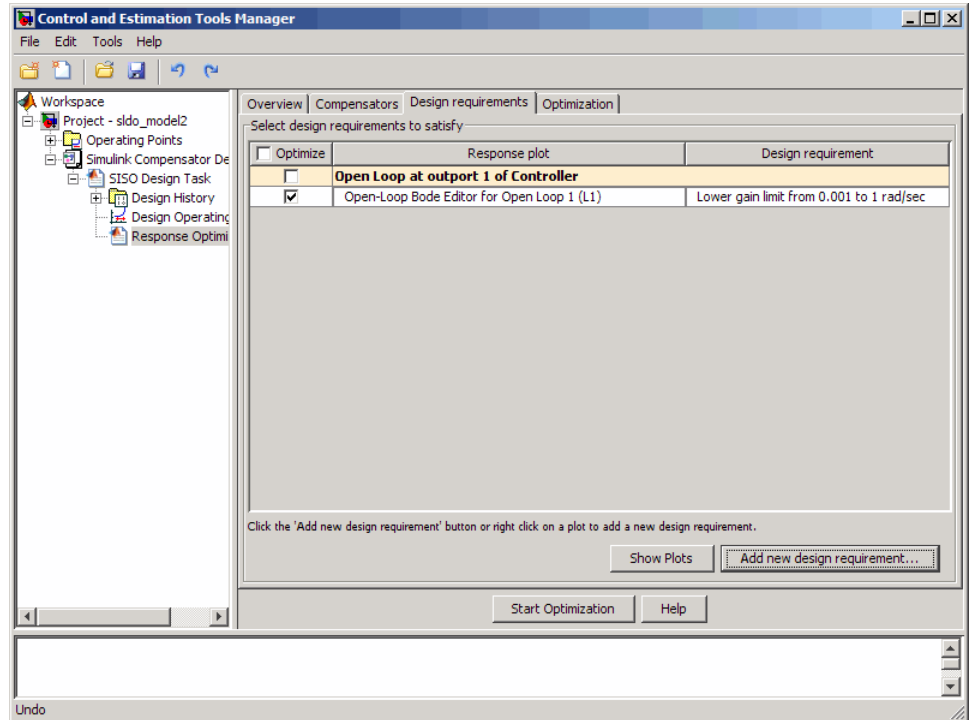 Control and Estimation Tools Manager
File Edit Tools Help
Workspace
Project - sldo_model2
Operating Points
Simulink Compensator De
SISO Design Task
Design History
Design Operating
Response Optimi
Overview Compensators Design requirements Optimization
Select design requirements to satisfy
Optimize Response plot Design requirement
Open Loop at outport 1 of Controller
Open-Loop Bode Editor for Open Loop 1 (L1) Lower gain limit from 0.001 to 1 rad/sec
Click the 'Add new design requirement' button or right click on a plot to add a new design requirement.
Show Plots Add new design requirement...
Start Optimization Help
Undo